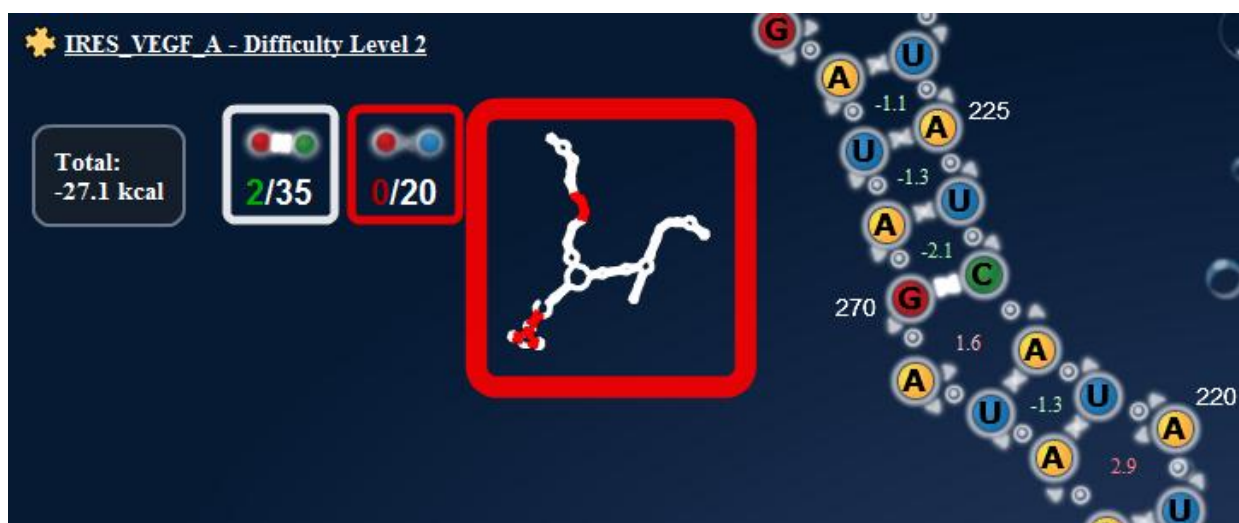 IRES_VEGF_A - Difficulty Level 2
Total:
-27.1 kcal
2/35
0/20
G
U
A
-1.1
A
225
U
-1.3
U
A
-2.1
C
G
270
1.6
A
A
U
220
U
-1.3
A
A
2.9
U